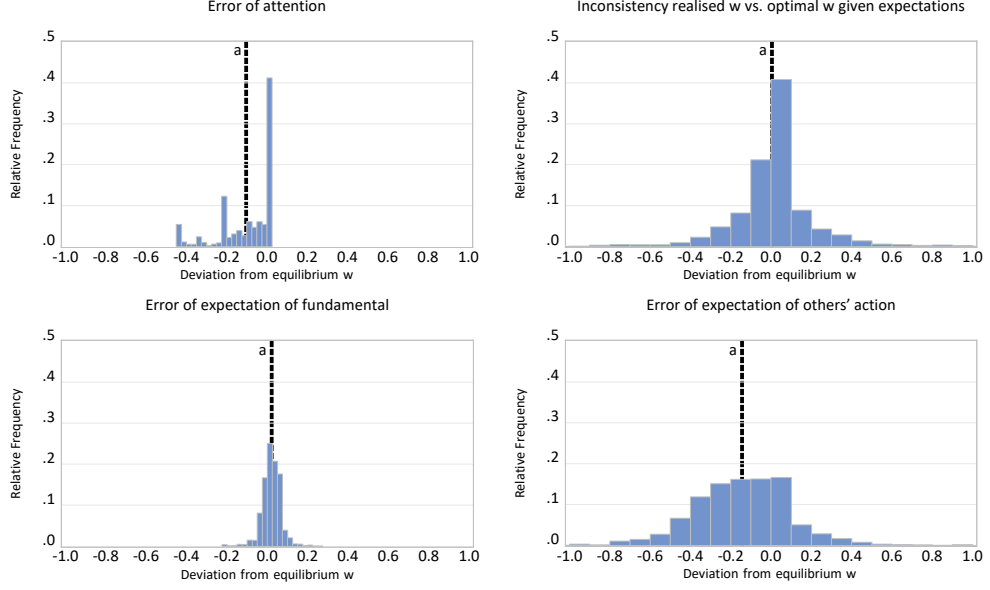 Error of attention
Inconsistency realised w vs. optimal w given expectations
Relative Frequency
.5
.4
.3
.2
.1
.0
a
-1.0 -0.8 -0.6 -0.4 -0.2 0.0 0.2 0.4 0.6 0.8 1.0
Deviation from equilibrium w
Relative Frequency
.5
.4
.3
.2
.1
.0
a
-1.0 -0.8 -0.6 -0.4 -0.2 0.0 0.2 0.4 0.6 0.8 1.0
Deviation from equilibrium w
Error of expectation of fundamental
Error of expectation of others’ action
Relative Frequency
.5
.4
.3
.2
.1
.0
a
-1.0 -0.8 -0.6 -0.4 -0.2 0.0 0.2 0.4 0.6 0.8 1.0
Deviation from equilibrium w
Relative Frequency
.5
.4
.3
.2
.1
.0
a
-1.0 -0.8 -0.6 -0.4 -0.2 0.0 0.2 0.4 0.6 0.8 1.0
Deviation from equilibrium w